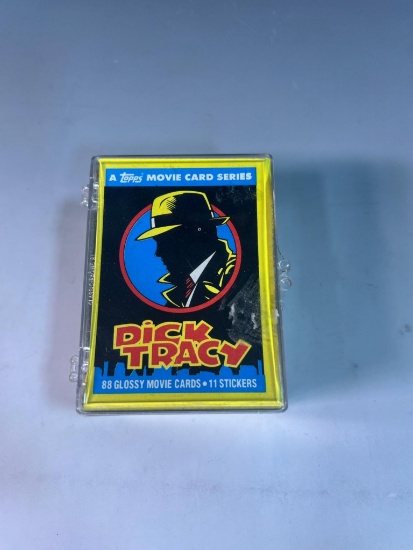 A Topps MOVIE CARD SERIES
DICK
TRACY
88 GLOSSY MOVIE CARDS • 11 STICKERS